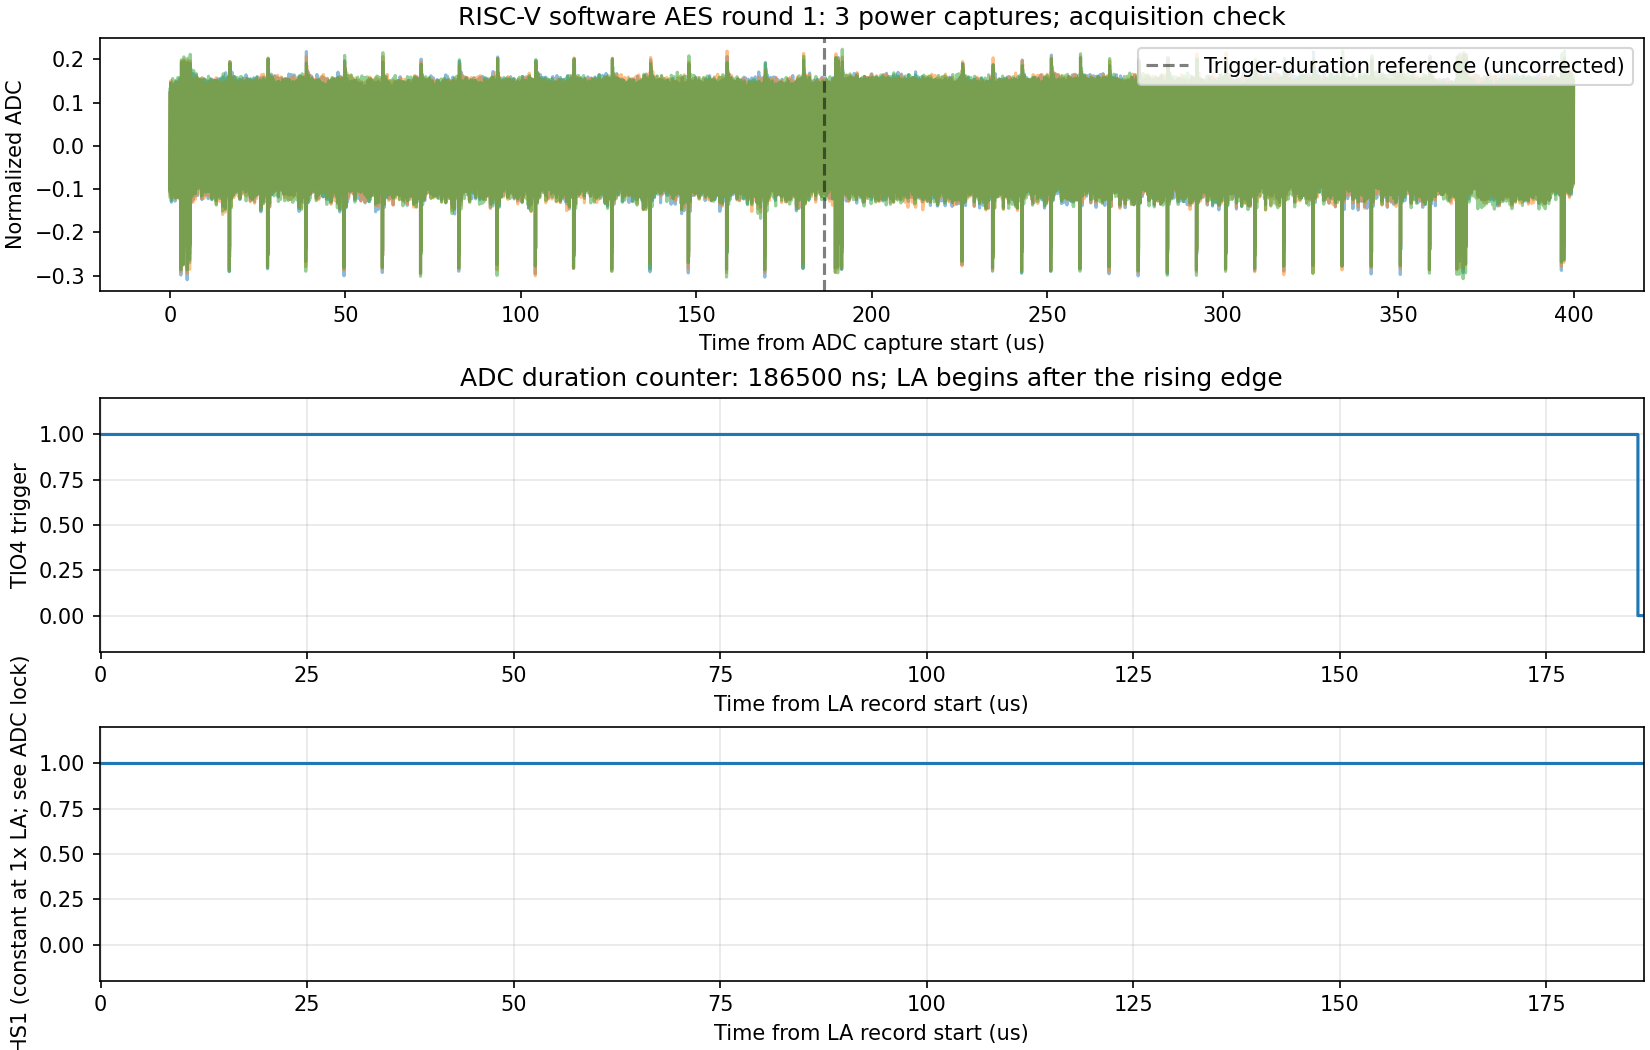 RISC-V software AES round 1: 3 power captures; acquisition check
Normalized ADC
0.2
0.1
0.0
−0.1
−0.2
−0.3
Trigger-duration reference (uncorrected)
0 50 100 150 200 250 300 350 400
Time from ADC capture start (us)
ADC duration counter: 186500 ns; LA begins after the rising edge
TIO4 trigger
1.00
0.75
0.50
0.25
0.00
0 25 50 75 100 125 150 175
Time from LA record start (us)
HS1 (constant at 1x LA; see ADC lock)
1.00
0.75
0.50
0.25
0.00
0 25 50 75 100 125 150 175
Time from LA record start (us)